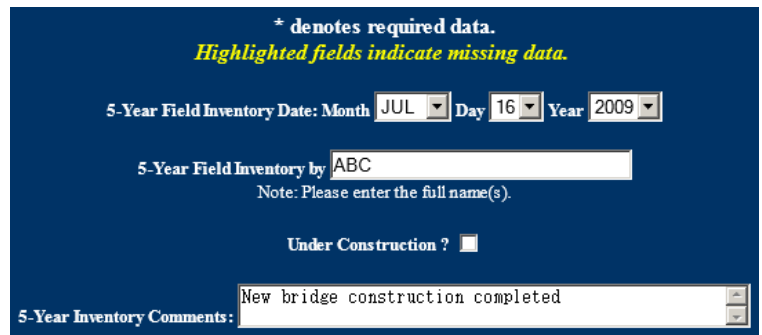 * denotes required data.
Highlighted fields indicate missing data.
5-Year Field Inventory Date: Month JUL Day 16 Year 2009
5-Year Field Inventory by ABC
Note: Please enter the full name(s).
Under Construction ?
5-Year Inventory Comments: New bridge construction completed